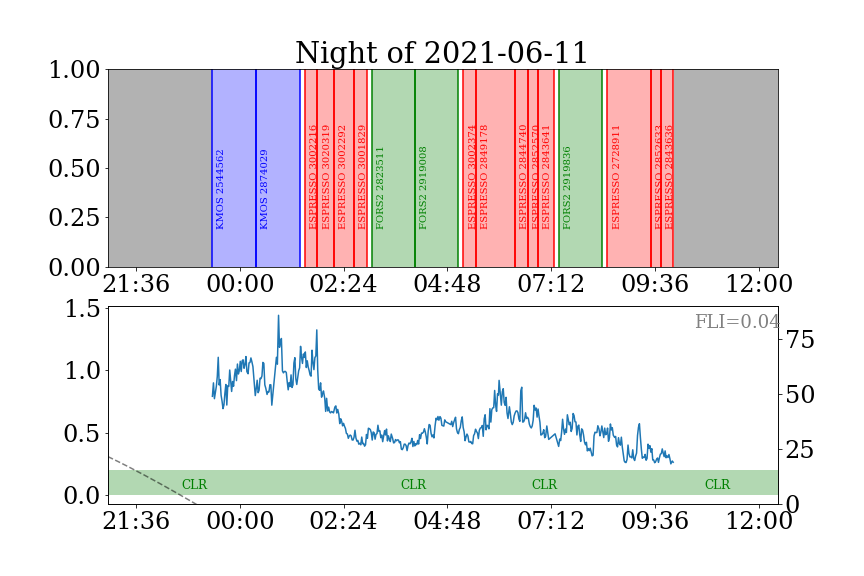 Night of 2021-06-11
1.00
0.75
0.50
0.25
0.00
KMOS 2544562
KMOS 2874029
ESPRESSO 3002216
ESPRESSO 3020319
ESPRESSO 3002292
ESPRESSO 3001829
FORS2 2823511
FORS2 2919008
ESPRESSO 3002374
ESPRESSO 2849178
ESPRESSO 2844740
ESPRESSO 2852570
ESPRESSO 2843641
FORS2 2919836
ESPRESSO 2728911
ESPRESSO 2852633
ESPRESSO 2843636
21:36 00:00 02:24 04:48 07:12 09:36 12:00
1.5
1.0
0.5
0.0
FLI=0.04
75
50
25
0
CLR CLR CLR CLR
21:36 00:00 02:24 04:48 07:12 09:36 12:00